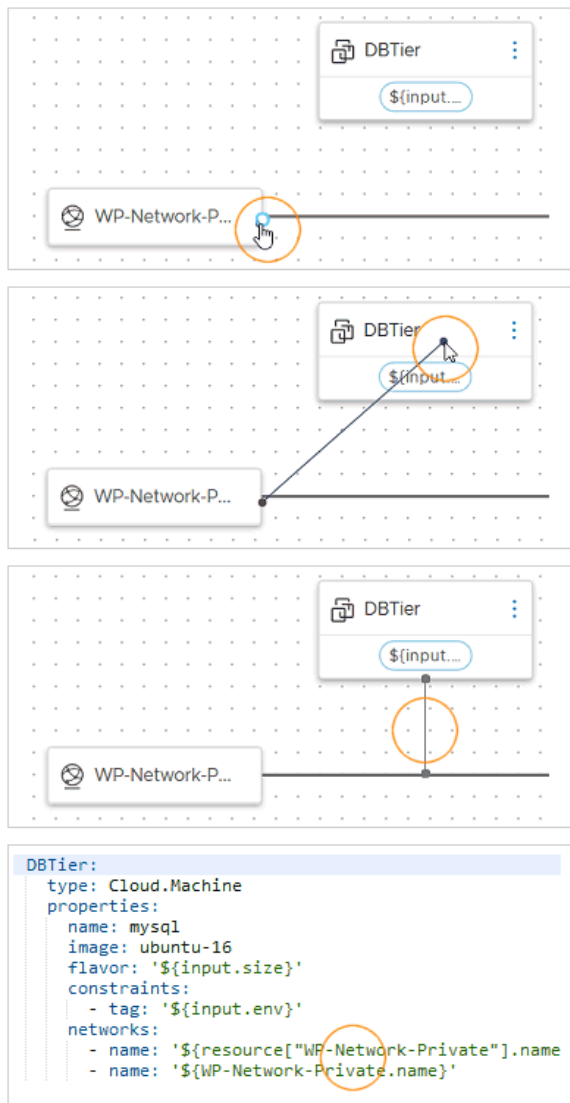 DBTier
${input....
WP-Network-P...
DBTier
${input....
WP-Network-P...
DBTier
${input....
WP-Network-P...
DBTier:
type: Cloud.Machine
properties:
name: mysql
image: ubuntu-16
flavor: '${input.size}'
constraints:
- tag: '${input.env}'
networks:
- name: '${resource["WP-Network-Private"].name
- name: '${WP-Network-Private.name}'